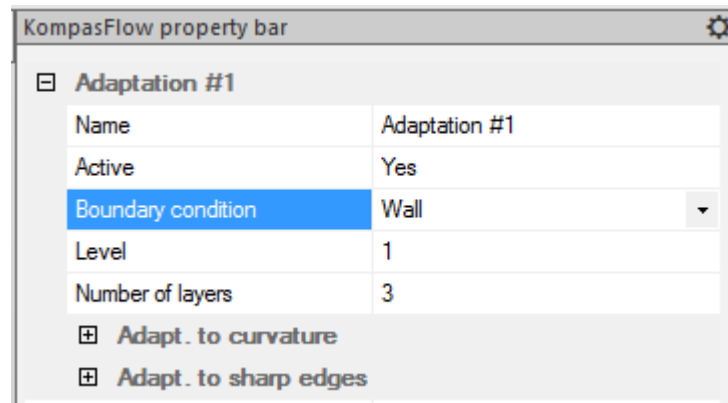 KompasFlow property bar
Adaptation #1
Name Adaptation #1
Active Yes
Boundary condition Wall
Level 1
Number of layers 3
Adapt. to curvature
Adapt. to sharp edges